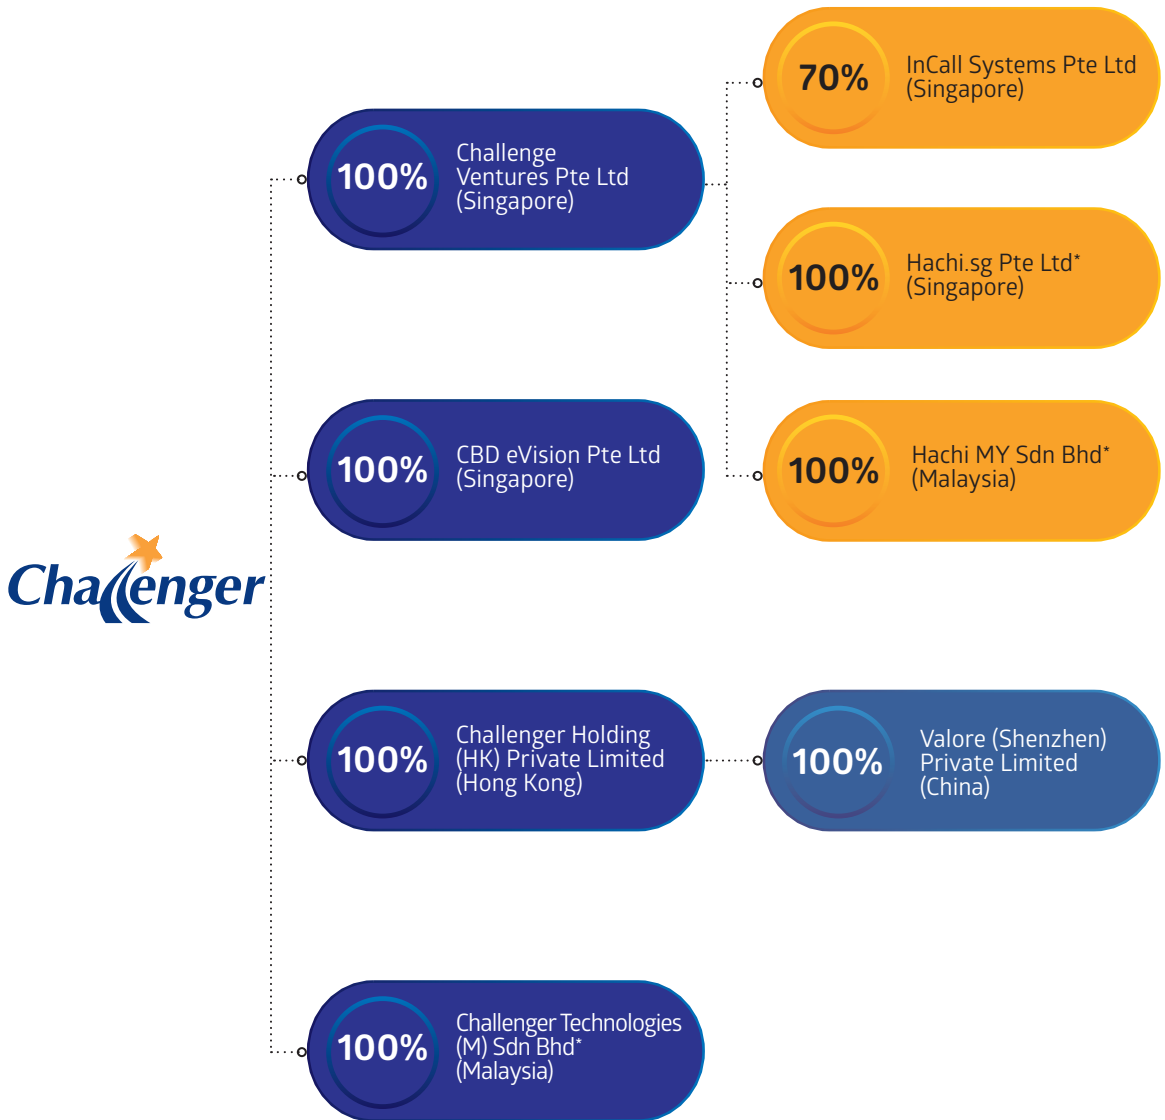 Challenger
100%
Challenge
Ventures Pte Ltd
(Singapore)
70%
InCall Systems Pte Ltd
(Singapore)
100%
Hachi.sg Pte Ltd*
(Singapore)
100%
Hachi MY Sdn Bhd*
(Malaysia)
100%
CBD eVision Pte Ltd
(Singapore)
100%
Challenger Holding
(HK) Private Limited
(Hong Kong)
100%
Valore (Shenzhen)
Private Limited
(China)
100%
Challenger Technologies
(M) Sdn Bhd*
(Malaysia)